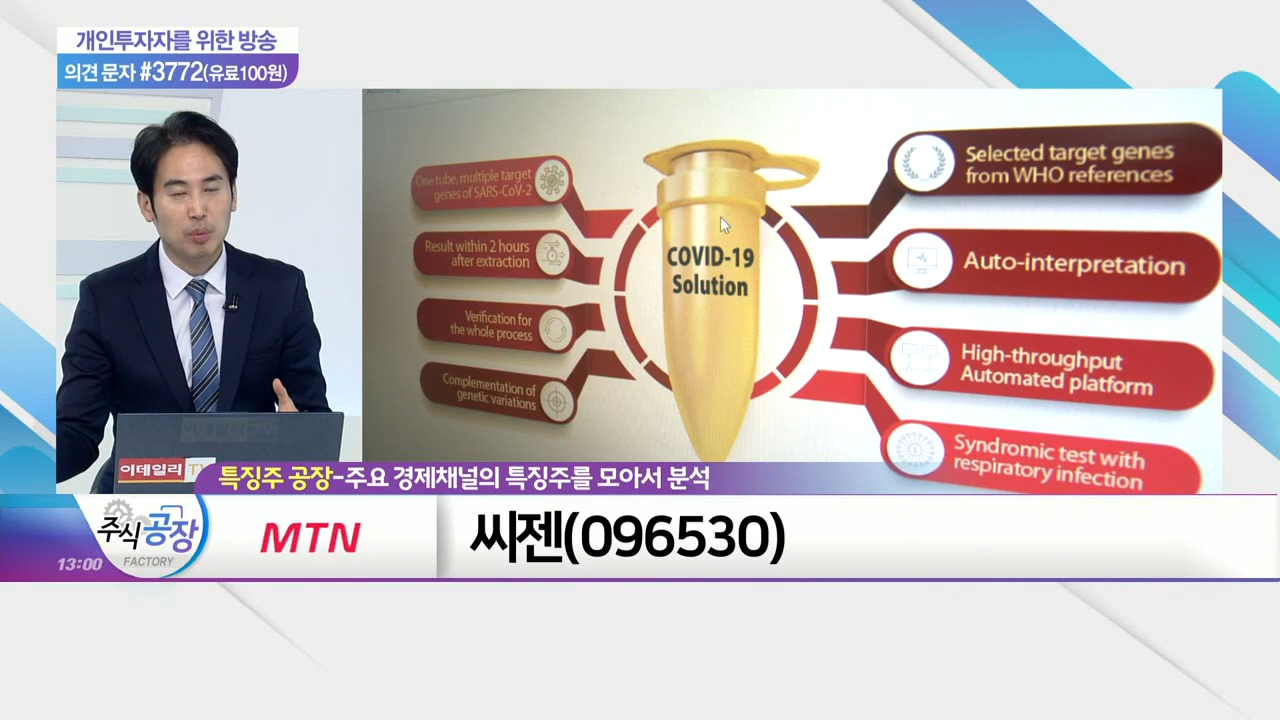 개인투자자를 위한 방송
의견 문자 #3772(유료100원)
One tube, multiple target
genes of SARS-CoV-2
Result within 2 hours
after extraction
Verification for
the whole process
Complementation of
genetic variations
COVID-19
Solution
Selected target genes
from WHO references
Auto-interpretation
High-throughput
Automated platform
Syndromic test with
respiratory infection
이데일리 TV
특징주 공장-주요 경제채널의 특징주를 모아서 분석
주식공장
FACTORY
13:00
MTN
씨젠(096530)